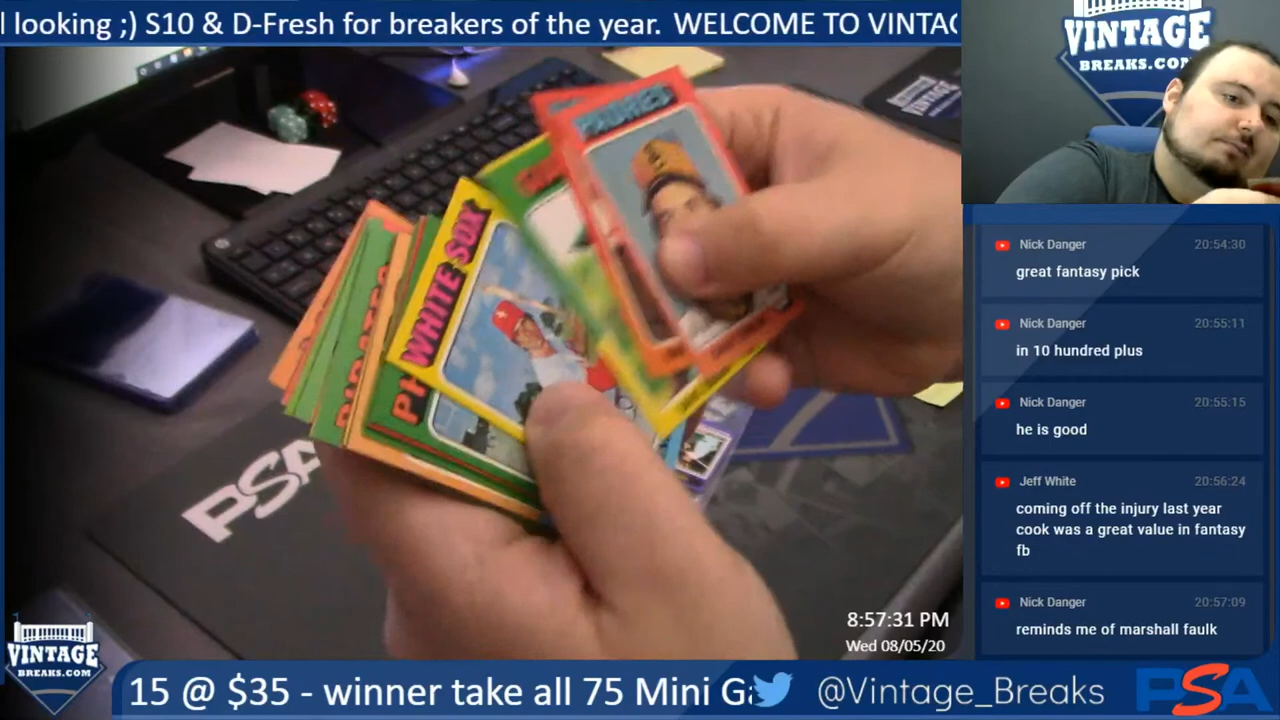 l looking ;) S10 & D-Fresh for breakers of the year. WELCOME TO VINTAG
VINTAGE
BREAKS.COM
PADRES
WHITE SOX
PH
PIRATES
PSA
Nick Danger 20:54:30
great fantasy pick
Nick Danger 20:55:11
in 10 hundred plus
Nick Danger 20:55:15
he is good
Jeff White 20:56:24
coming off the injury last year
cook was a great value in fantasy
fb
Nick Danger 20:57:09
reminds me of marshall faulk
8:57:31 PM
Wed 08/05/20
VINTAGE
BREAKS.COM
15 @ $35 - winner take all 75 Mini Ga
@Vintage_Breaks
PSA